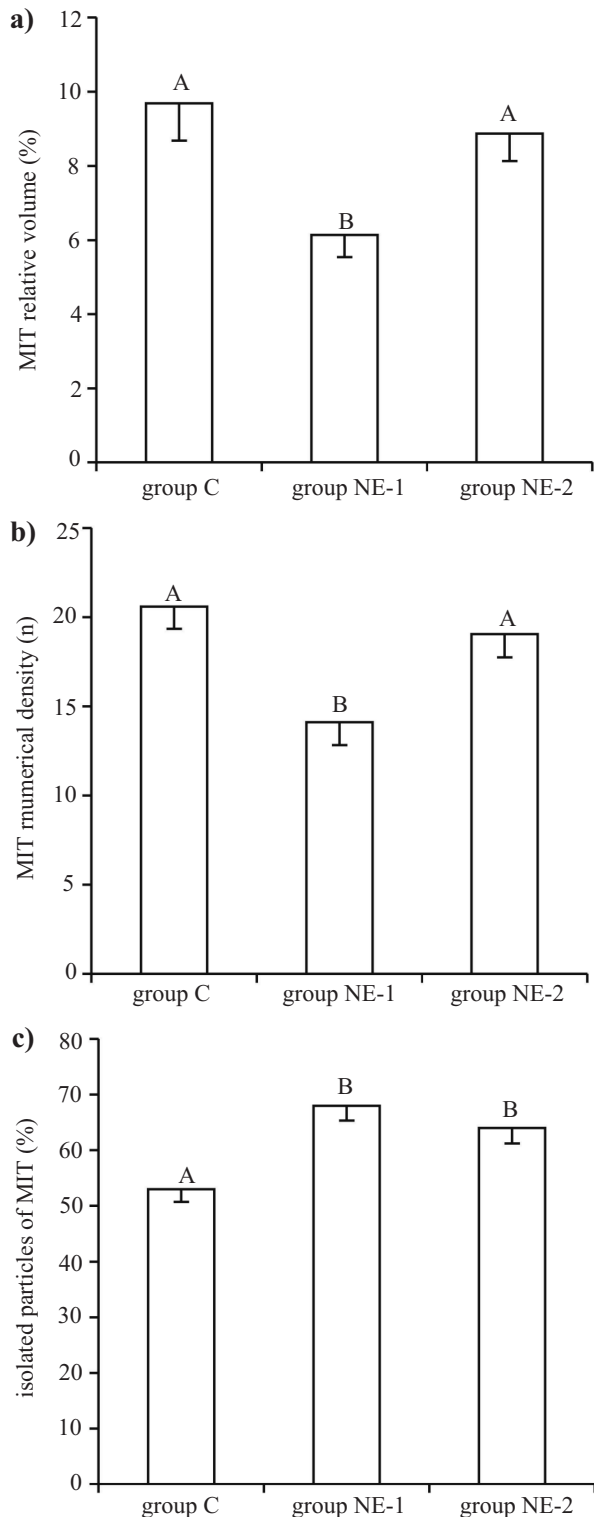 a)
MIT relative volume (%)
12
10
8
6
4
2
0
A
B
A
group C
group NE-1
group NE-2
b)
MIT rnumerical density (n)
25
20
15
10
5
0
A
B
A
group C
group NE-1
group NE-2
c)
isolated particles of MIT (%)
80
70
60
50
40
30
20
10
0
A
B
B
group C
group NE-1
group NE-2